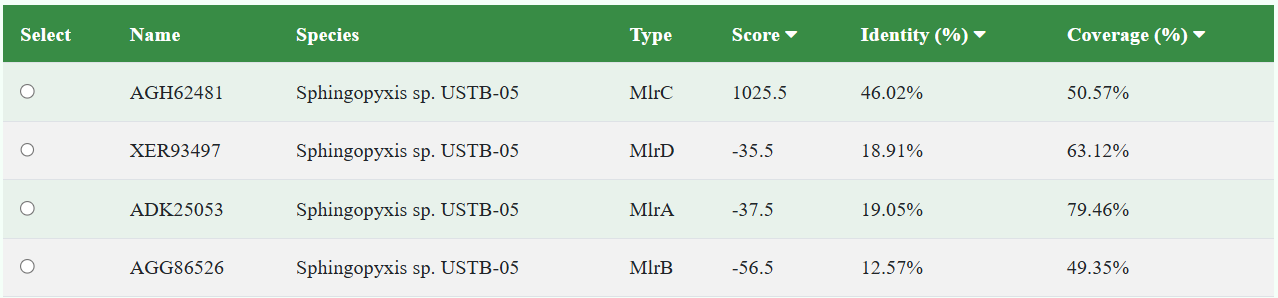 Select Name Species Type Score Identity (%) Coverage (%)
AGH62481 Sphingopyxis sp. USTB-05 MlrC 1025.5 46.02% 50.57%
XER93497 Sphingopyxis sp. USTB-05 MlrD -35.5 18.91% 63.12%
ADK25053 Sphingopyxis sp. USTB-05 MlrA -37.5 19.05% 79.46%
AGG86526 Sphingopyxis sp. USTB-05 MlrB -56.5 12.57% 49.35%